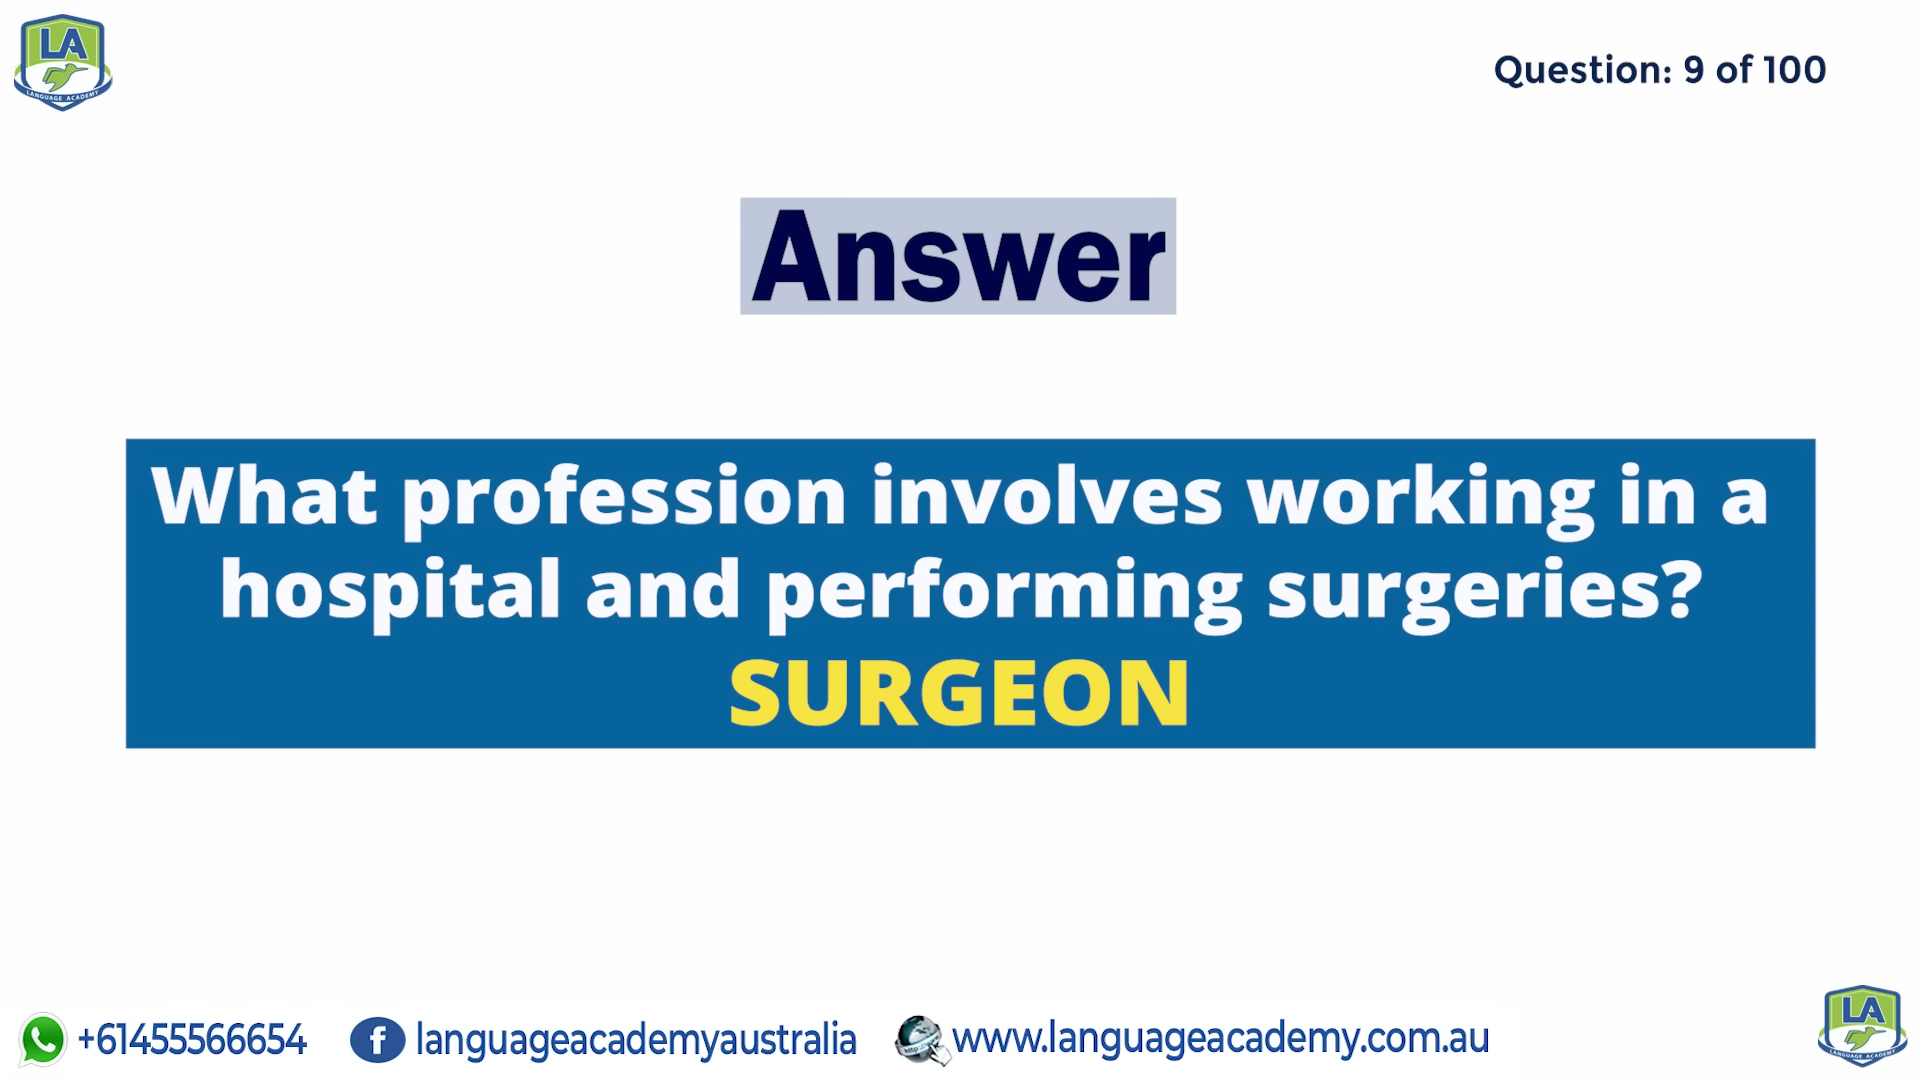 LA
LANGUAGE ACADEMY
Question: 9 of 100
Answer
What profession involves working in a
hospital and performing surgeries?
SURGEON
+61455566654
languageacademyaustralia
http
www.languageacademy.com.au
LA
LANGUAGE ACADEMY